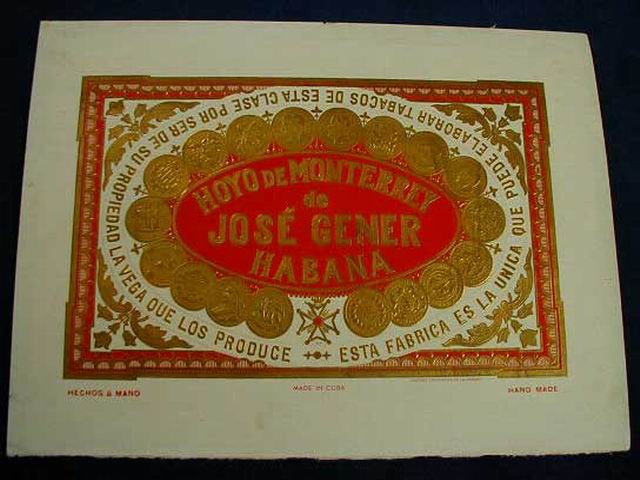 HOYO DE MONTERREY
de
JOSÉ GENER
HABANA
ESTA FABRICA ES LA UNICA QUE PUEDE ELABORAR TABACOS DE ESTA CLASE POR SER DE SU PROPIEDAD LA VEGA QUE LOS PRODUCE
HECHOS A MANO
MADE IN CUBA
HAND MADE